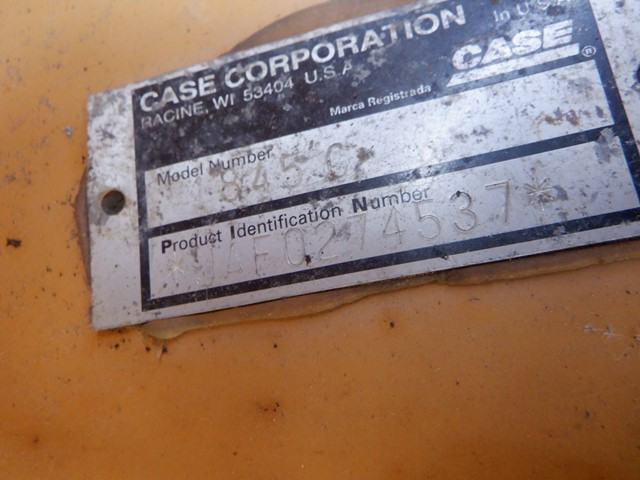 In U.S.
CASE CORPORATION
CASE®
RACINE, WI 53404 U.S.A
Marca Registrada
Model Number
845 C
Product Identification Number
*JAF0274537*